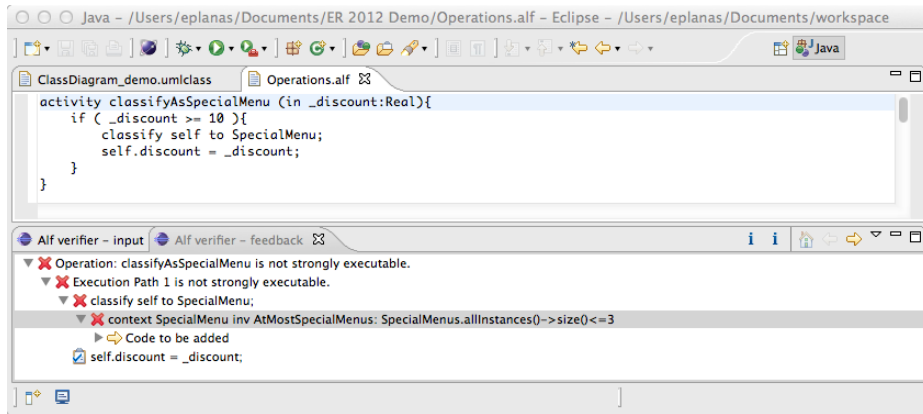 Java – /Users/eplanas/Documents/ER 2012 Demo/Operations.alf – Eclipse – /Users/eplanas/Documents/workspace
Java
ClassDiagram_demo.umlclass Operations.alf
activity classifyAsSpecialMenu (in _discount:Real){
if ( _discount >= 10 ){
classify self to SpecialMenu;
self.discount = _discount;
}
}
Alf verifier – input Alf verifier – feedback
Operation: classifyAsSpecialMenu is not strongly executable.
Execution Path 1 is not strongly executable.
classify self to SpecialMenu;
context SpecialMenu inv AtMostSpecialMenus: SpecialMenus.allInstances()->size()<=3
Code to be added
self.discount = _discount;